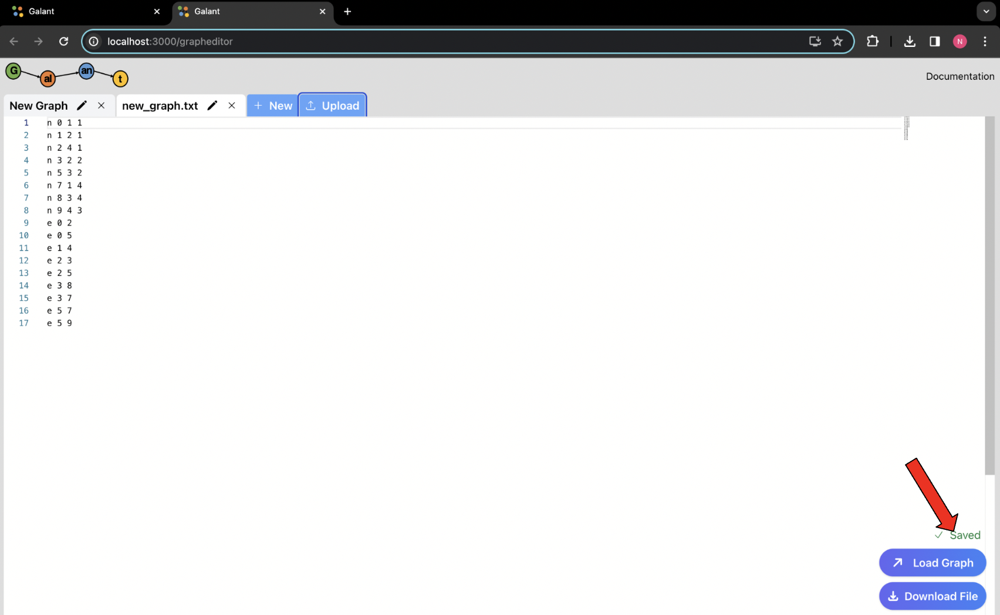 Galant
Galant
localhost:3000/grapheditor
N
G al an t
Documentation
New Graph
new_graph.txt
New
Upload
1 n 0 1 1
2 n 1 2 1
3 n 2 4 1
4 n 3 2 2
5 n 5 3 2
6 n 7 1 4
7 n 8 3 4
8 n 9 4 3
9 e 0 2
10 e 0 5
11 e 1 4
12 e 2 3
13 e 2 5
14 e 3 8
15 e 3 7
16 e 5 7
17 e 5 9
Saved
Load Graph
Download File